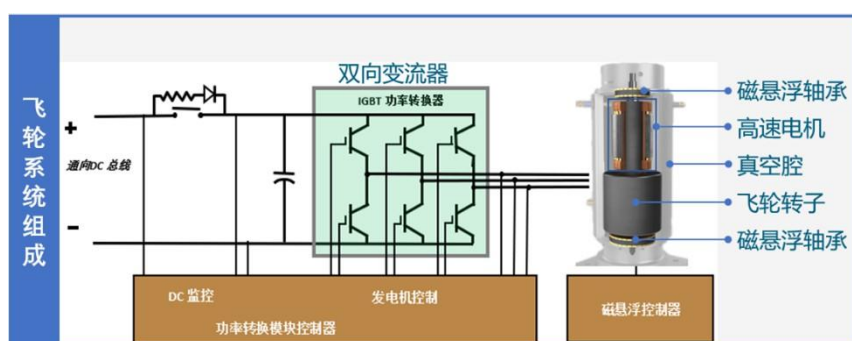 飞轮系统组成
双向变流器
IGBT 功率转换器
+
通向DC 总线
-
磁悬浮轴承
高速电机
真空腔
飞轮转子
磁悬浮轴承
DC 监控
发电机控制
功率转换模块控制器
磁悬浮控制器